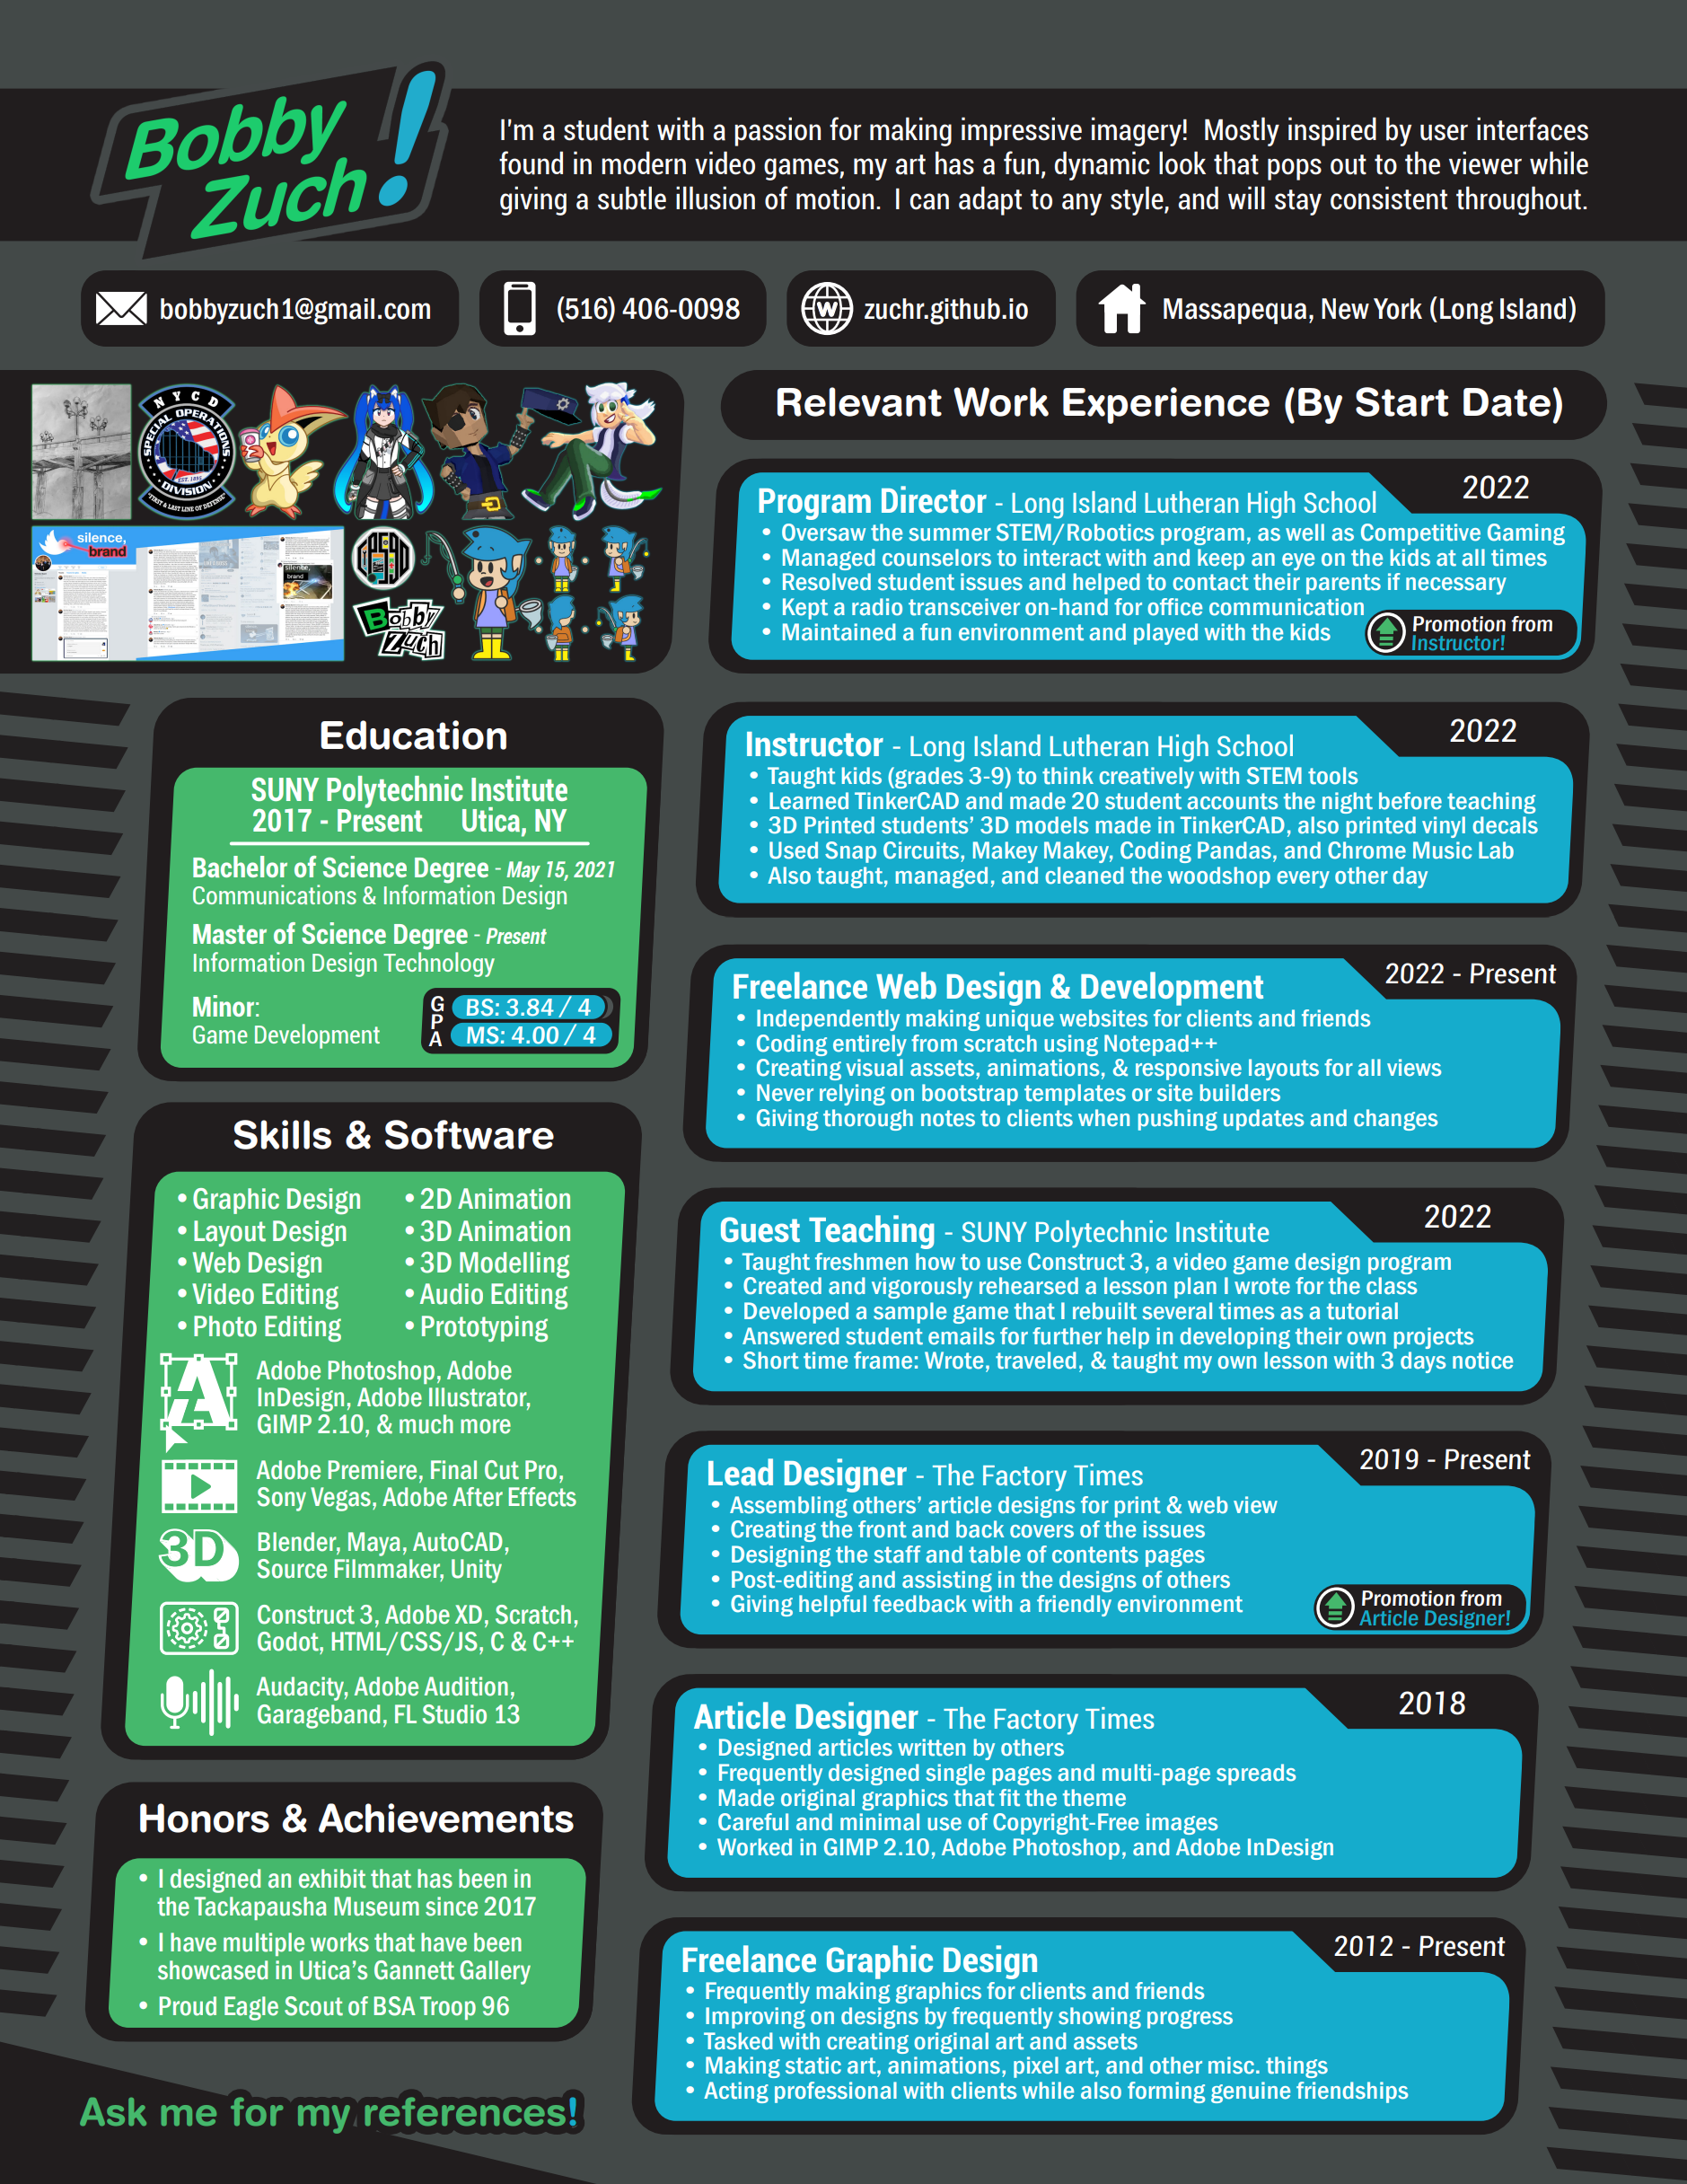 Bobby
Zuch!
I'm a student with a passion for making impressive imagery!  Mostly inspired by user interfaces
found in modern video games, my art has a fun, dynamic look that pops out to the viewer while
giving a subtle illusion of motion.  I can adapt to any style, and will stay consistent throughout.
bobbyzuch1@gmail.com
(516) 406-0098
W
zuchr.github.io
Massapequa, New York (Long Island)
NYCD
SPECIAL OPERATIONS
EST. 1895
DIVISION
"FIRST & LAST LINE OF DEFENSE"
silence,
brand
silence,
brand
Bobby
Zuch
Education
SUNY Polytechnic Institute
2017 - Present Utica, NY
Bachelor of Science Degree - May 15, 2021
Communications & Information Design
Master of Science Degree - Present
Information Design Technology
Minor:
Game Development
GPA
BS: 3.84 / 4
MS: 4.00 / 4
Skills & Software
• Graphic Design
• Layout Design
• Web Design
• Video Editing
• Photo Editing
• 2D Animation
• 3D Animation
• 3D Modelling
• Audio Editing
• Prototyping
A
Adobe Photoshop, Adobe
InDesign, Adobe Illustrator,
GIMP 2.10, & much more
Adobe Premiere, Final Cut Pro,
Sony Vegas, Adobe After Effects
3D
Blender, Maya, AutoCAD,
Source Filmmaker, Unity
Construct 3, Adobe XD, Scratch,
Godot, HTML/CSS/JS, C & C++
Audacity, Adobe Audition,
Garageband, FL Studio 13
Honors & Achievements
• I designed an exhibit that has been in
the Tackapausha Museum since 2017
• I have multiple works that have been
showcased in Utica's Gannett Gallery
• Proud Eagle Scout of BSA Troop 96
Ask me for my references!
Relevant Work Experience (By Start Date)
Program Director - Long Island Lutheran High School
2022
• Oversaw the summer STEM/Robotics program, as well as Competitive Gaming
• Managed counselors to interact with and keep an eye on the kids at all times
• Resolved student issues and helped to contact their parents if necessary
• Kept a radio transceiver on-hand for office communication
• Maintained a fun environment and played with the kids
Promotion from
Instructor!
Instructor - Long Island Lutheran High School
2022
• Taught kids (grades 3-9) to think creatively with STEM tools
• Learned TinkerCAD and made 20 student accounts the night before teaching
• 3D Printed students' 3D models made in TinkerCAD, also printed vinyl decals
• Used Snap Circuits, Makey Makey, Coding Pandas, and Chrome Music Lab
• Also taught, managed, and cleaned the woodshop every other day
Freelance Web Design & Development
2022 - Present
• Independently making unique websites for clients and friends
• Coding entirely from scratch using Notepad++
• Creating visual assets, animations, & responsive layouts for all views
• Never relying on bootstrap templates or site builders
• Giving thorough notes to clients when pushing updates and changes
Guest Teaching - SUNY Polytechnic Institute
2022
• Taught freshmen how to use Construct 3, a video game design program
• Created and vigorously rehearsed a lesson plan I wrote for the class
• Developed a sample game that I rebuilt several times as a tutorial
• Answered student emails for further help in developing their own projects
• Short time frame: Wrote, traveled, & taught my own lesson with 3 days notice
Lead Designer - The Factory Times
2019 - Present
• Assembling others' article designs for print & web view
• Creating the front and back covers of the issues
• Designing the staff and table of contents pages
• Post-editing and assisting in the designs of others
• Giving helpful feedback with a friendly environment
Promotion from
Article Designer!
Article Designer - The Factory Times
2018
• Designed articles written by others
• Frequently designed single pages and multi-page spreads
• Made original graphics that fit the theme
• Careful and minimal use of Copyright-Free images
• Worked in GIMP 2.10, Adobe Photoshop, and Adobe InDesign
Freelance Graphic Design
2012 - Present
• Frequently making graphics for clients and friends
• Improving on designs by frequently showing progress
• Tasked with creating original art and assets
• Making static art, animations, pixel art, and other misc. things
• Acting professional with clients while also forming genuine friendships